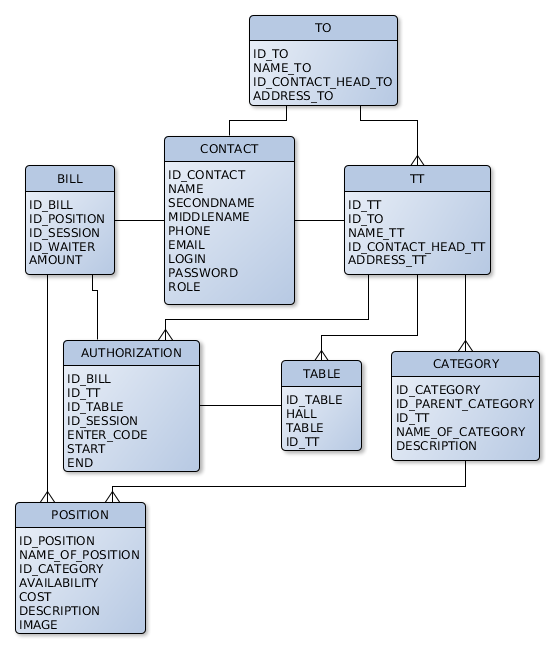 TO
ID_TO
NAME_TO
ID_CONTACT_HEAD_TO
ADDRESS_TO
CONTACT
ID_CONTACT
NAME
SECONDNAME
MIDDLENAME
PHONE
EMAIL
LOGIN
PASSWORD
ROLE
BILL
ID_BILL
ID_POSITION
ID_SESSION
ID_WAITER
AMOUNT
TT
ID_TT
ID_TO
NAME_TT
ID_CONTACT_HEAD_TT
ADDRESS_TT
AUTHORIZATION
ID_BILL
ID_TT
ID_TABLE
ID_SESSION
ENTER_CODE
START
END
TABLE
ID_TABLE
HALL
TABLE
ID_TT
CATEGORY
ID_CATEGORY
ID_PARENT_CATEGORY
ID_TT
NAME_OF_CATEGORY
DESCRIPTION
POSITION
ID_POSITION
NAME_OF_POSITION
ID_CATEGORY
AVAILABILITY
COST
DESCRIPTION
IMAGE